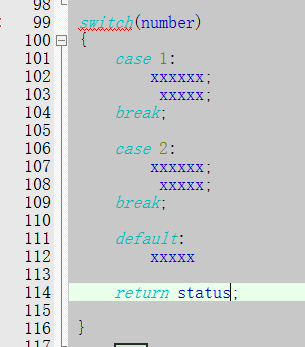 98
99 switch(number)
100 {
101 case 1:
102 xxxxxx;
103 xxxxx;
104 break;
105
106 case 2:
107 xxxxxx;
108 xxxxx;
109 break;
110
111 default:
112 xxxxx
113
114 return status;
115
116 }
117